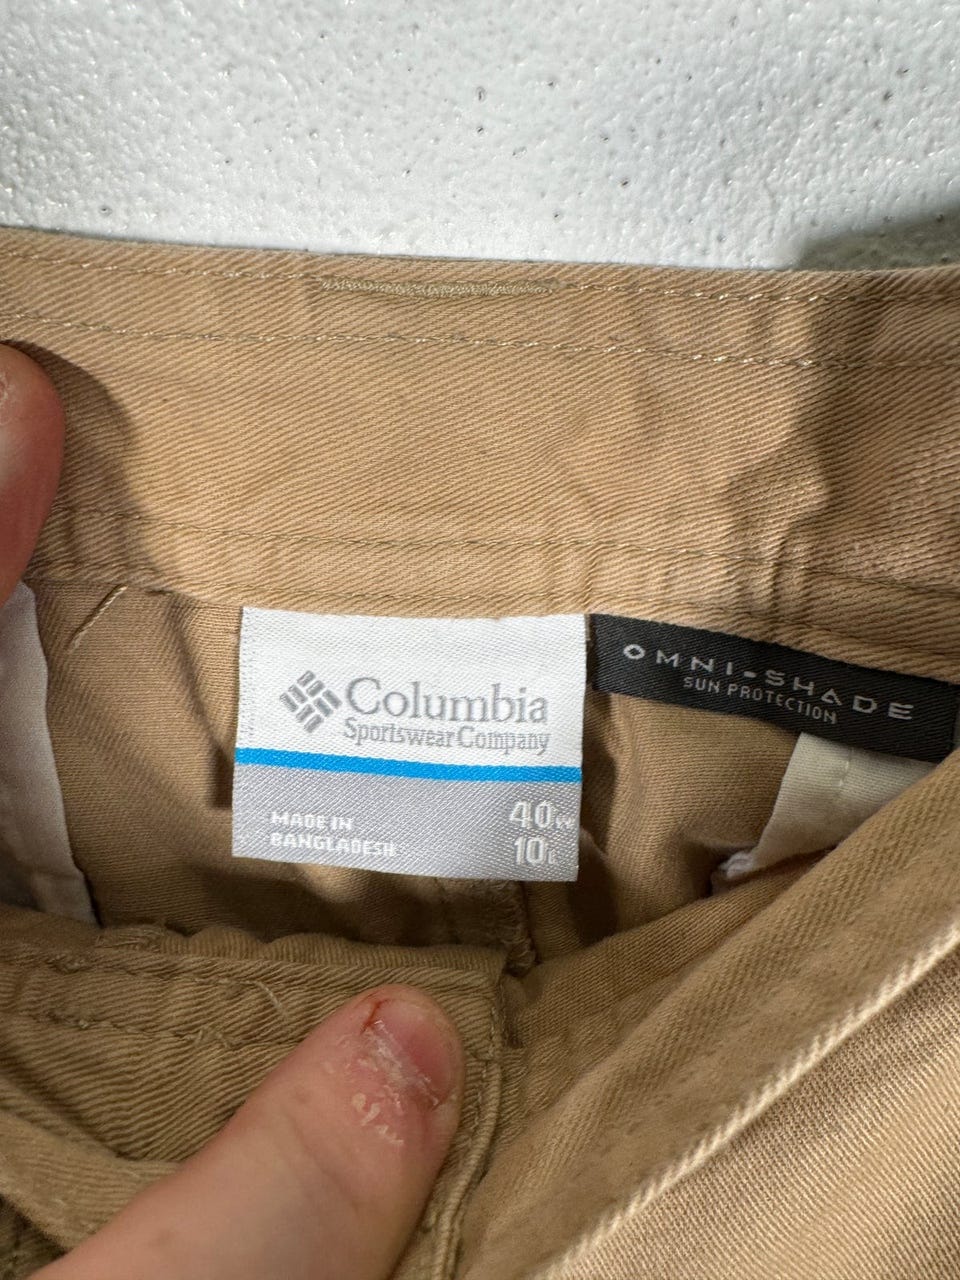 Columbia
Sportswear Company
MADE IN
BANGLADESH
40W
10L
OMNI-SHADE
SUN PROTECTION